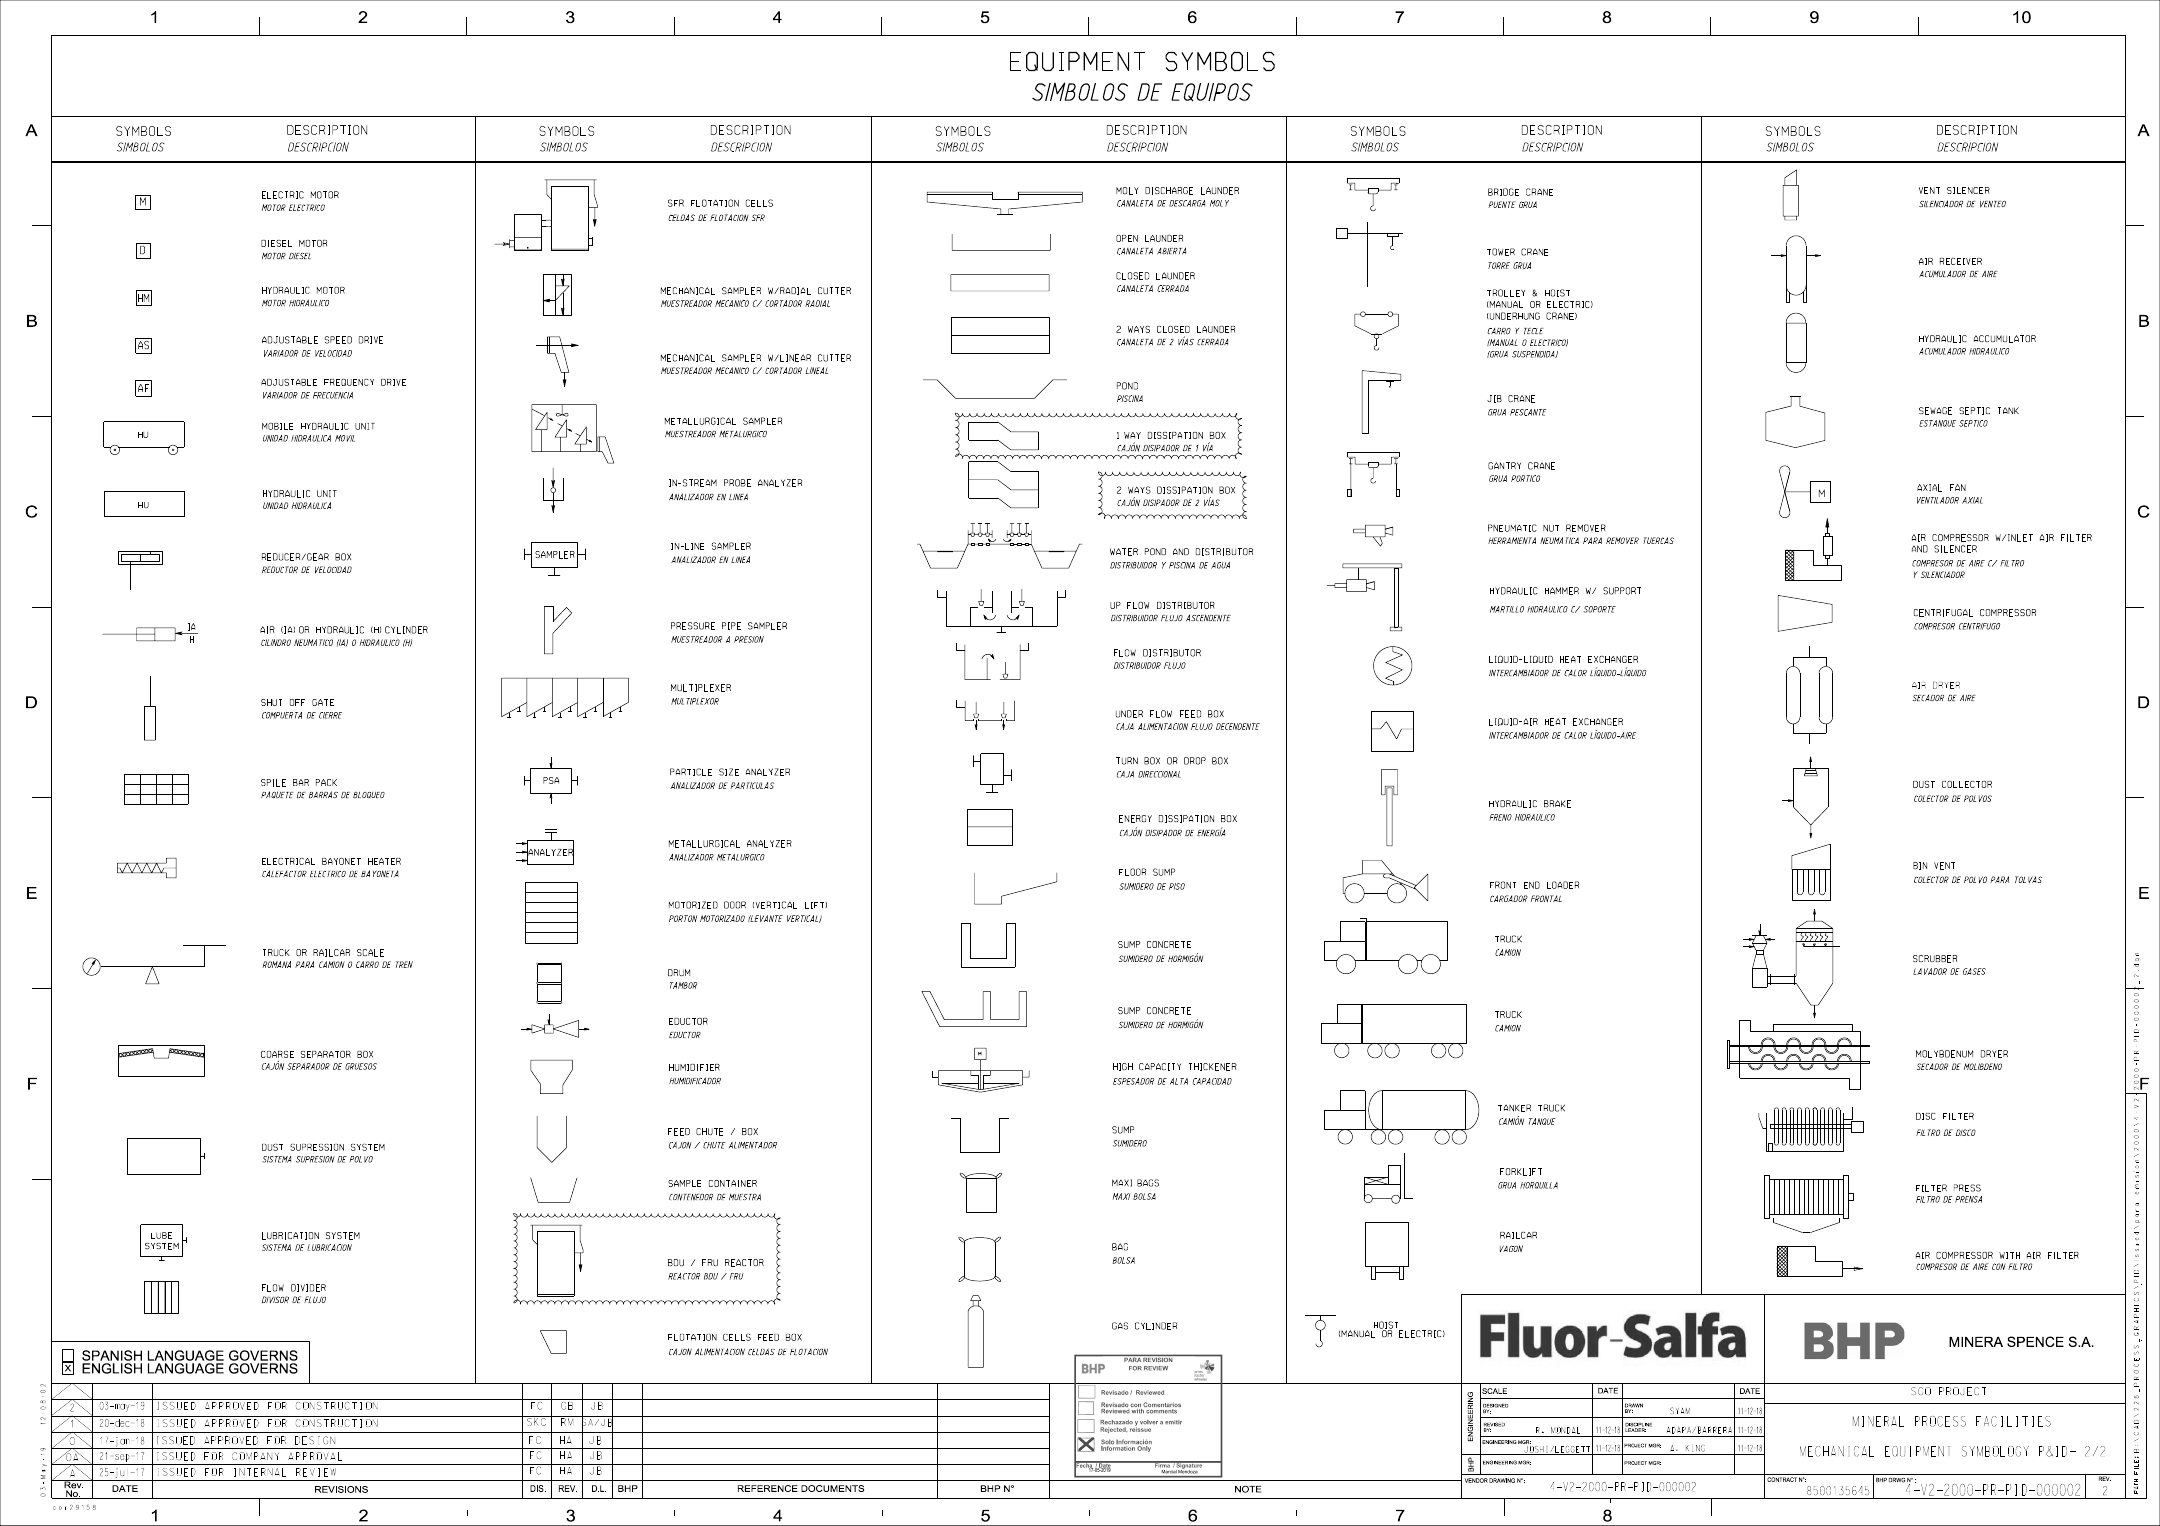 1 2 3 4 5 6 7 8 9 10
EQUIPMENT SYMBOLS
SIMBOLOS DE EQUIPOS
A
A
B
B
C
C
D
D
E
E
F
F
SYMBOLS
SIMBOLOS
DESCRIPTION
DESCRIPCION
M
ELECTRIC MOTOR
MOTOR ELECTRICO
D
DIESEL MOTOR
MOTOR DIESEL
HM
HYDRAULIC MOTOR
MOTOR HIDRAULICO
AS
ADJUSTABLE SPEED DRIVE
VARIADOR DE VELOCIDAD
AF
ADJUSTABLE FREQUENCY DRIVE
VARIADOR DE FRECUENCIA
HU
MOBILE HYDRAULIC UNIT
UNIDAD HIDRAULICA MOVIL
HU
HYDRAULIC UNIT
UNIDAD HIDRAULICA
REDUCER/GEAR BOX
REDUCTOR DE VELOCIDAD
IA
H
AIR (IA) OR HYDRAULIC (H) CYLINDER
CILINDRO NEUMATICO (IA) O HIDRAULICO (H)
SHUT OFF GATE
COMPUERTA DE CIERRE
SPILE BAR PACK
PAQUETE DE BARRAS DE BLOQUEO
ELECTRICAL BAYONET HEATER
CALEFACTOR ELECTRICO DE BAYONETA
TRUCK OR RAILCAR SCALE
ROMANA PARA CAMION O CARRO DE TREN
COARSE SEPARATOR BOX
CAJÓN SEPARADOR DE GRUESOS
DUST SUPRESSION SYSTEM
SISTEMA SUPRESION DE POLVO
LUBE
SYSTEM
LUBRICATION SYSTEM
SISTEMA DE LUBRICACION
FLOW DIVIDER
DIVISOR DE FLUJO
SPANISH LANGUAGE GOVERNS
X ENGLISH LANGUAGE GOVERNS
SYMBOLS
SIMBOLOS
DESCRIPTION
DESCRIPCION
SFR FLOTATION CELLS
CELDAS DE FLOTACION SFR
MECHANICAL SAMPLER W/RADIAL CUTTER
MUESTREADOR MECANICO C/ CORTADOR RADIAL
MECHANICAL SAMPLER W/LINEAR CUTTER
MUESTREADOR MECANICO C/ CORTADOR LINEAL
METALLURGICAL SAMPLER
MUESTREADOR METALURGICO
IN-STREAM PROBE ANALYZER
ANALIZADOR EN LINEA
SAMPLER
IN-LINE SAMPLER
ANALIZADOR EN LINEA
PRESSURE PIPE SAMPLER
MUESTREADOR A PRESION
MULTIPLEXER
MULTIPLEXOR
PSA
PARTICLE SIZE ANALYZER
ANALIZADOR DE PARTICULAS
ANALYZER
METALLURGICAL ANALYZER
ANALIZADOR METALURGICO
MOTORIZED DOOR (VERTICAL LIFT)
PORTON MOTORIZADO (LEVANTE VERTICAL)
DRUM
TAMBOR
EDUCTOR
EDUCTOR
HUMIDIFIER
HUMIDIFICADOR
FEED CHUTE / BOX
CAJON / CHUTE ALIMENTADOR
SAMPLE CONTAINER
CONTENEDOR DE MUESTRA
BDU / FRU REACTOR
REACTOR BDU / FRU
FLOTATION CELLS FEED BOX
CAJON ALIMENTACION CELDAS DE FLOTACION
SYMBOLS
SIMBOLOS
DESCRIPTION
DESCRIPCION
MOLY DISCHARGE LAUNDER
CANALETA DE DESCARGA MOLY
OPEN LAUNDER
CANALETA ABIERTA
CLOSED LAUNDER
CANALETA CERRADA
2 WAYS CLOSED LAUNDER
CANALETA DE 2 VÍAS CERRADA
POND
PISCINA
1 WAY DISSIPATION BOX
CAJÓN DISIPADOR DE 1 VÍA
2 WAYS DISSIPATION BOX
CAJÓN DISIPADOR DE 2 VÍAS
WATER POND AND DISTRIBUTOR
DISTRIBUIDOR Y PISCINA DE AGUA
UP FLOW DISTRIBUTOR
DISTRIBUIDOR FLUJO ASCENDENTE
FLOW DISTRIBUTOR
DISTRIBUIDOR FLUJO
UNDER FLOW FEED BOX
CAJA ALIMENTACION FLUJO DECENDENTE
TURN BOX OR DROP BOX
CAJA DIRECCIONAL
ENERGY DISSIPATION BOX
CAJÓN DISIPADOR DE ENERGÍA
FLOOR SUMP
SUMIDERO DE PISO
SUMP CONCRETE
SUMIDERO DE HORMIGÓN
SUMP CONCRETE
SUMIDERO DE HORMIGÓN
M
HIGH CAPACITY THICKENER
ESPESADOR DE ALTA CAPACIDAD
SUMP
SUMIDERO
MAXI BAGS
MAXI BOLSA
BAG
BOLSA
GAS CYLINDER
SYMBOLS
SIMBOLOS
DESCRIPTION
DESCRIPCION
BRIDGE CRANE
PUENTE GRUA
TOWER CRANE
TORRE GRUA
TROLLEY & HOIST
(MANUAL OR ELECTRIC)
(UNDERHUNG CRANE)
CARRO Y TECLE
(MANUAL O ELECTRICO)
(GRUA SUSPENDIDA)
JIB CRANE
GRUA PESCANTE
GANTRY CRANE
GRUA PORTICO
PNEUMATIC NUT REMOVER
HERRAMIENTA NEUMATICA PARA REMOVER TUERCAS
HYDRAULIC HAMMER W/ SUPPORT
MARTILLO HIDRAULICO C/ SOPORTE
LIQUID-LIQUID HEAT EXCHANGER
INTERCAMBIADOR DE CALOR LÍQUIDO-LÍQUIDO
LIQUID-AIR HEAT EXCHANGER
INTERCAMBIADOR DE CALOR LÍQUIDO-AIRE
HYDRAULIC BRAKE
FRENO HIDRAULICO
FRONT END LOADER
CARGADOR FRONTAL
TRUCK
CAMION
TRUCK
CAMION
TANKER TRUCK
CAMIÓN TANQUE
FORKLIFT
GRUA HORQUILLA
RAILCAR
VAGON
HOIST
(MANUAL OR ELECTRIC)
SYMBOLS
SIMBOLOS
DESCRIPTION
DESCRIPCION
VENT SILENCER
SILENCIADOR DE VENTEO
AIR RECEIVER
ACUMULADOR DE AIRE
HYDRAULIC ACCUMULATOR
ACUMULADOR HIDRAULICO
SEWAGE SEPTIC TANK
ESTANQUE SEPTICO
M
AXIAL FAN
VENTILADOR AXIAL
AIR COMPRESSOR W/INLET AIR FILTER
AND SILENCER
COMPRESOR DE AIRE C/ FILTRO
Y SILENCIADOR
CENTRIFUGAL COMPRESSOR
COMPRESOR CENTRIFUGO
AIR DRYER
SECADOR DE AIRE
DUST COLLECTOR
COLECTOR DE POLVOS
BIN VENT
COLECTOR DE POLVO PARA TOLVAS
SCRUBBER
LAVADOR DE GASES
MOLYBDENUM DRYER
SECADOR DE MOLIBDENO
DISC FILTER
FILTRO DE DISCO
FILTER PRESS
FILTRO DE PRENSA
AIR COMPRESSOR WITH AIR FILTER
COMPRESOR DE AIRE CON FILTRO
BHP
PARA REVISION
FOR REVIEW
Revisado / Reviewed
Revisado con Comentarios
Reviewed with comments
Rechazado y volver a emitir
Rejected, reissue
Solo Información
Information Only
Fecha / Date
17-05-2019
Firma / Signature
Marcial Mendoza
2 03-may-19 ISSUED APPROVED FOR CONSTRUCTION FC GB JB
1 20-dec-18 ISSUED APPROVED FOR CONSTRUCTION SKC RM SA/JB
0 17-jan-18 ISSUED APPROVED FOR DESIGN FC HA JB
0A 21-sep-17 ISSUED FOR COMPANY APPROVAL FC HA JB
A 25-jul-17 ISSUED FOR INTERNAL REVIEW FC HA JB
Rev. No. DATE REVISIONS DIS. REV. D.L. BHP REFERENCE DOCUMENTS BHP N° NOTE
03-May-19 12:08:02
cor29158
Fluor-Salfa
BHP MINERA SPENCE S.A.
ENGINEERING
BHP
SCALE DATE DATE
DESIGNED BY: DRAWN BY: SYAM 11-12-18
REVISED BY: R. MONDAL 11-12-18 DISCIPLINE LEADER: ADAPA/BARRERA 11-12-18
ENGINEERING MGR: JOSHI/LEGGETT 11-12-18 PROJECT MGR: A. KING 11-12-18
ENGINEERING MGR: PROJECT MGR:
SGO PROJECT
MINERAL PROCESS FACILITIES
MECHANICAL EQUIPMENT SYMBOLOGY P&ID- 2/2
VENDOR DRAWING N°: 4-V2-2000-PR-PID-000002
CONTRACT N°: 8500135645
BHP DRWG N°: 4-V2-2000-PR-PID-000002
REV. 2
1 2 3 4 5 6 7 8